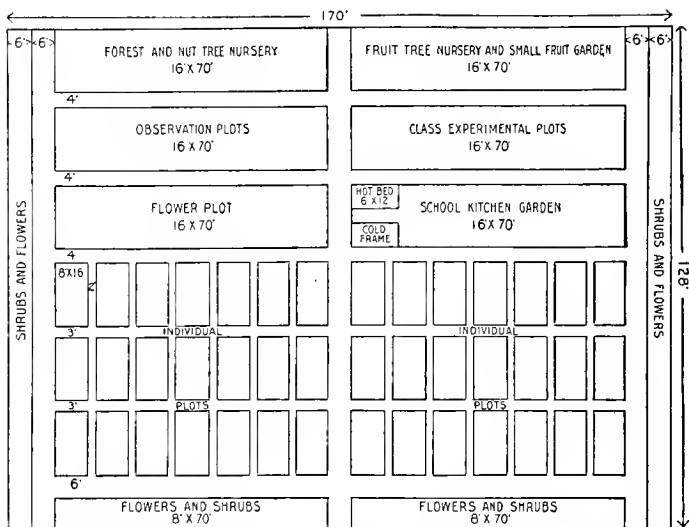 170'
6' 6'
FOREST AND NUT TREE NURSERY
16'X 70'
FRUIT TREE NURSERY AND SMALL FRUIT GARDEN
16'X 70'
6' 6'
4'
OBSERVATION PLOTS
16 X 70'
CLASS EXPERIMENTAL PLOTS
16'X 70'
4'
FLOWER PLOT
16 X 70'
HOT BED
6 X12
COLD
FRAME
SCHOOL KITCHEN GARDEN
16'X 70'
SHRUBS AND FLOWERS
SHRUBS AND FLOWERS
128'
4
8'X16
2'
3'
INDIVIDUAL
INDIVIDUAL
3'
PLOTS
PLOTS
6'
FLOWERS AND SHRUBS
8' X 70'
FLOWERS AND SHRUBS
8' X 70'